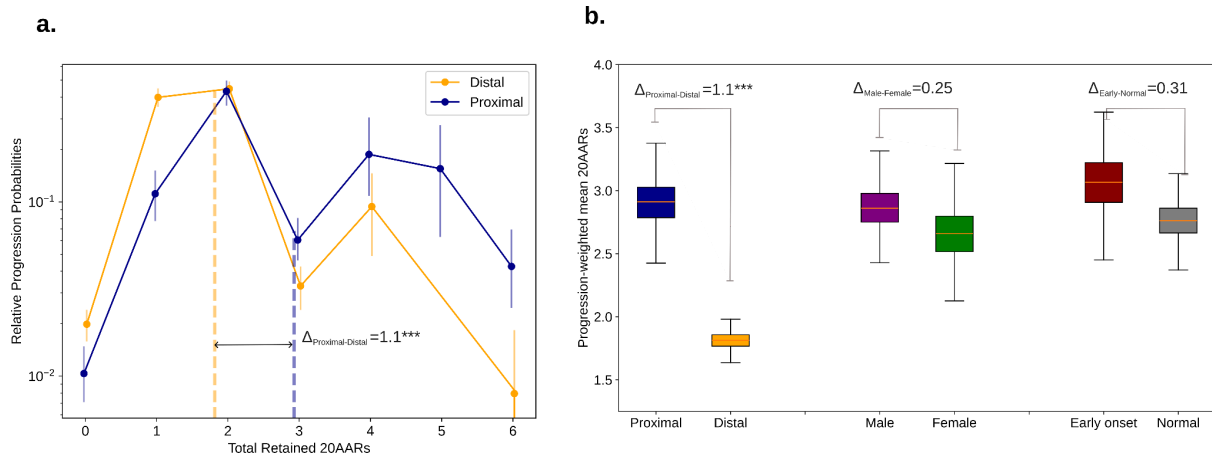 a.
Relative Progression Probabilities
10⁻¹
10⁻²
Distal
Proximal
ΔProximal-Distal=1.1***
0 1 2 3 4 5 6
Total Retained 20AARs
b.
Progression-weighted mean 20AARs
4.0
3.5
3.0
2.5
2.0
1.5
ΔProximal-Distal=1.1***
ΔMale-Female=0.25
ΔEarly-Normal=0.31
Proximal Distal Male Female Early onset Normal